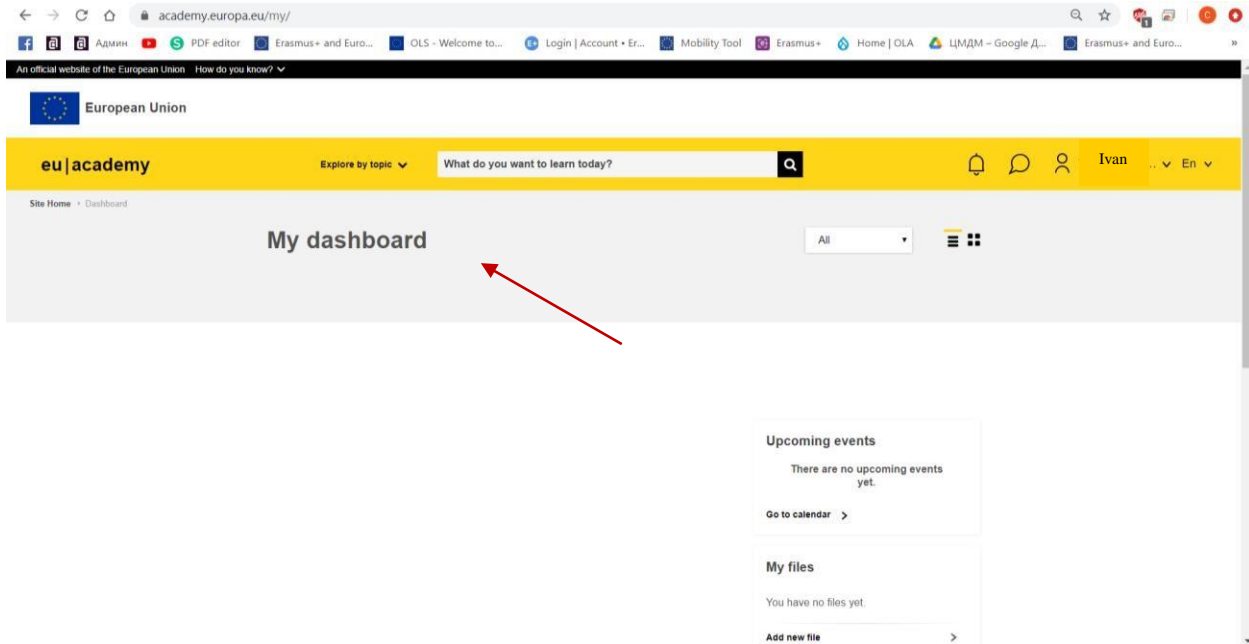 academy.europa.eu/my/
Админ PDF editor Erasmus+ and Euro... OLS - Welcome to... Login | Account • Er... Mobility Tool Erasmus+ Home | OLA ЦМДМ – Google Д... Erasmus+ and Euro... »
An official website of the European Union How do you know?
European Union
eu|academy Explore by topic What do you want to learn today? Ivan .. En
Site Home › Dashboard
My dashboard All
Upcoming events
There are no upcoming events
yet.
Go to calendar >
My files
You have no files yet.
Add new file >